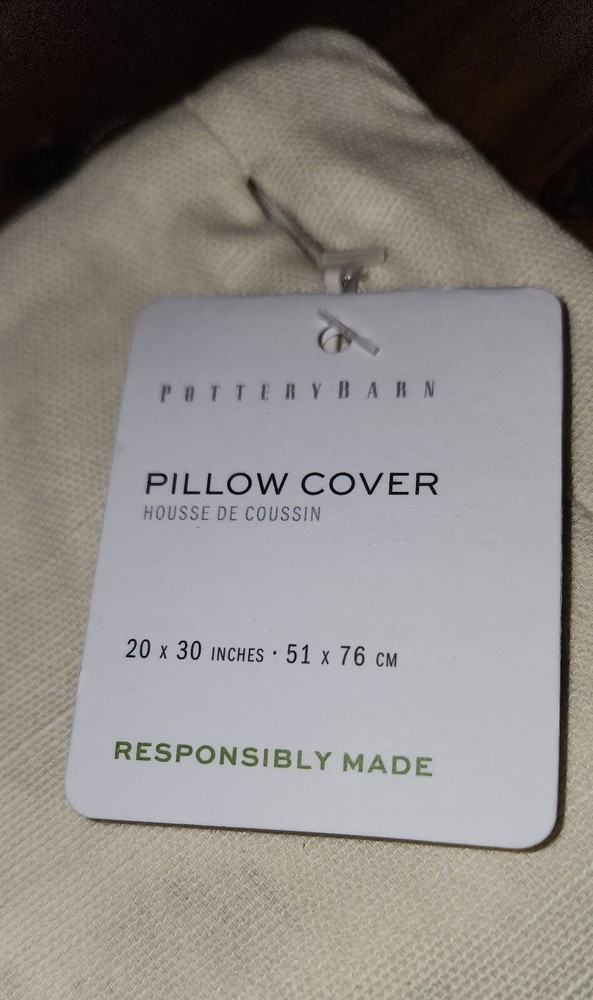 POTTERYBARN
PILLOW COVER
HOUSSE DE COUSSIN
20 x 30 INCHES · 51 x 76 CM
RESPONSIBLY MADE